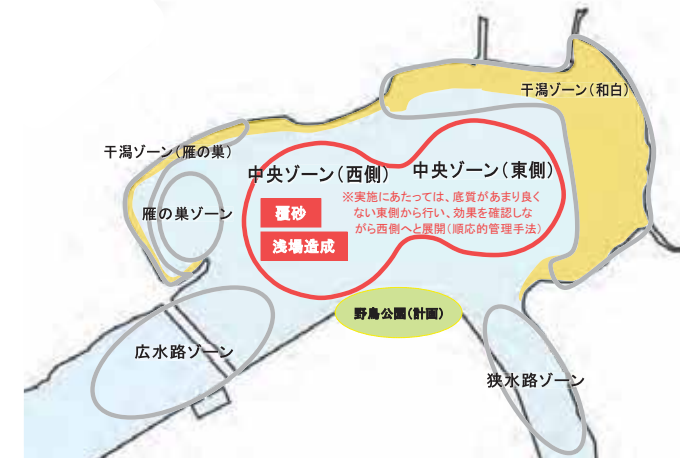 干潟ゾーン(和白)
干潟ゾーン(雁の巣)
中央ゾーン(西側)
中央ゾーン(東側)
※実施にあたっては、底質があまり良く
ない東側から行い、効果を確認しな
がら西側へと展開(順応的管理手法)
雁の巣ゾーン
覆砂
浅場造成
野鳥公園(計画)
広水路ゾーン
狭水路ゾーン